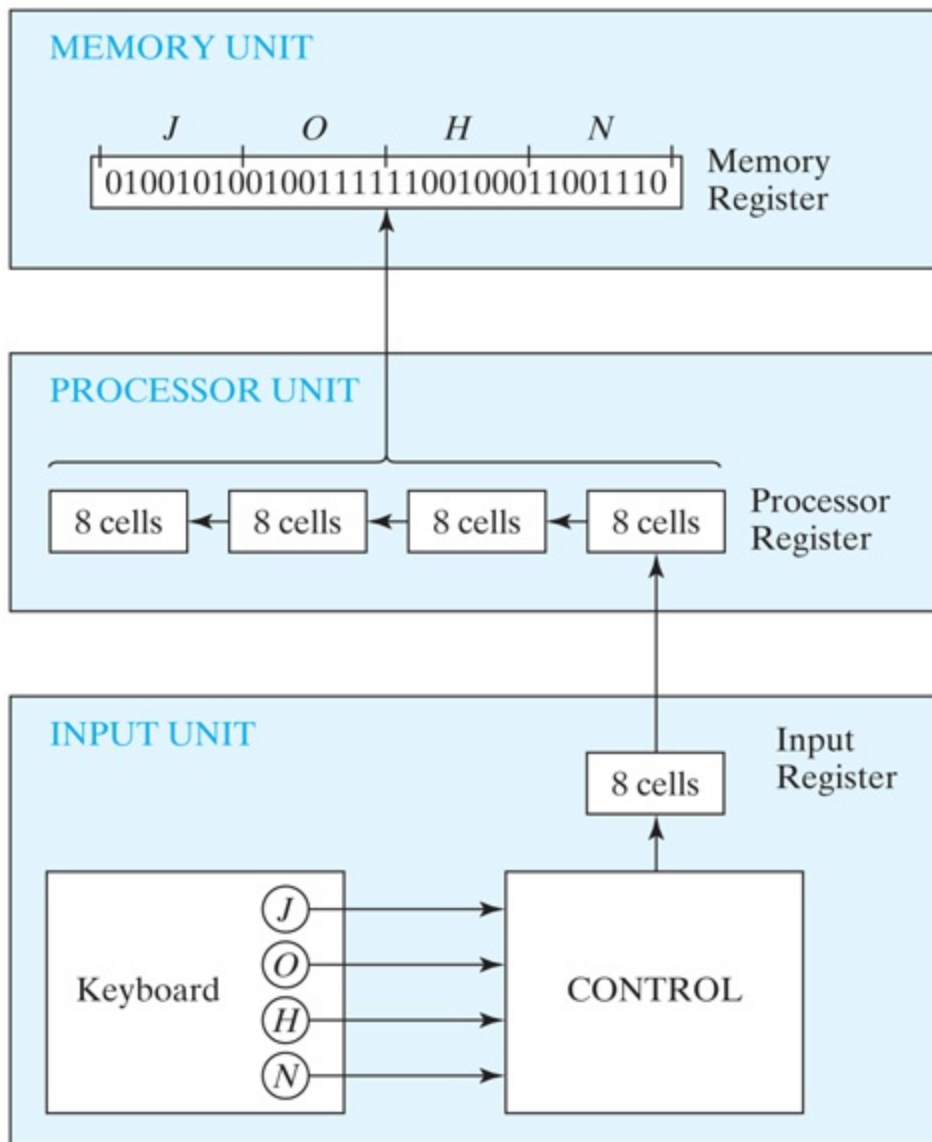 MEMORY UNIT
J O H N
01001010010011111100100011001110
Memory
Register
PROCESSOR UNIT
8 cells 8 cells 8 cells 8 cells
Processor
Register
INPUT UNIT
Input
Register
8 cells
Keyboard
J
O
H
N
CONTROL